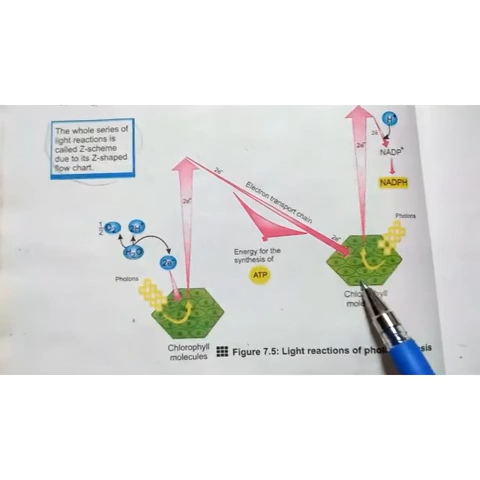 The whole series of
light reactions is
called Z-scheme
due to its Z-shaped
flow chart.
2e⁻
NADP⁺
NADPH
2e⁻
Photons
2e⁻
Electron transport chain
2e⁻
2e⁻
Energy for the
synthesis of
ATP
Photons
Chlorophyll
molecules
Figure 7.5: Light reactions of